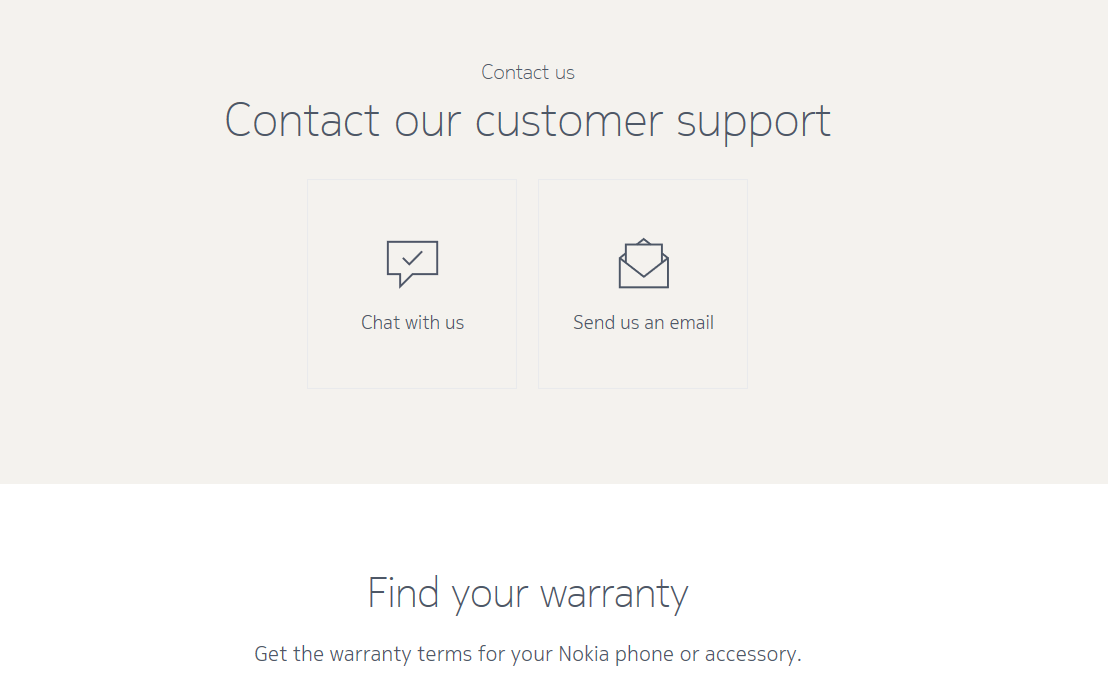 Contact us
Contact our customer support
Chat with us
Send us an email
Find your warranty
Get the warranty terms for your Nokia phone or accessory.